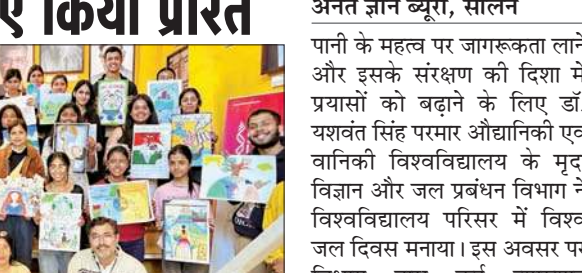 ए किया प्रेरित
अनंत ज्ञान ब्यूरो, सोलन
पानी के महत्व पर जागरूकता लाने
और इसके संरक्षण की दिशा में
प्रयासों को बढ़ाने के लिए डॉ.
यशवंत सिंह परमार औद्यानिकी एवं
वानिकी विश्वविद्यालय के मृदा
विज्ञान और जल प्रबंधन विभाग ने
विश्वविद्यालय परिसर में विश्व
जल दिवस मनाया। इस अवसर पर